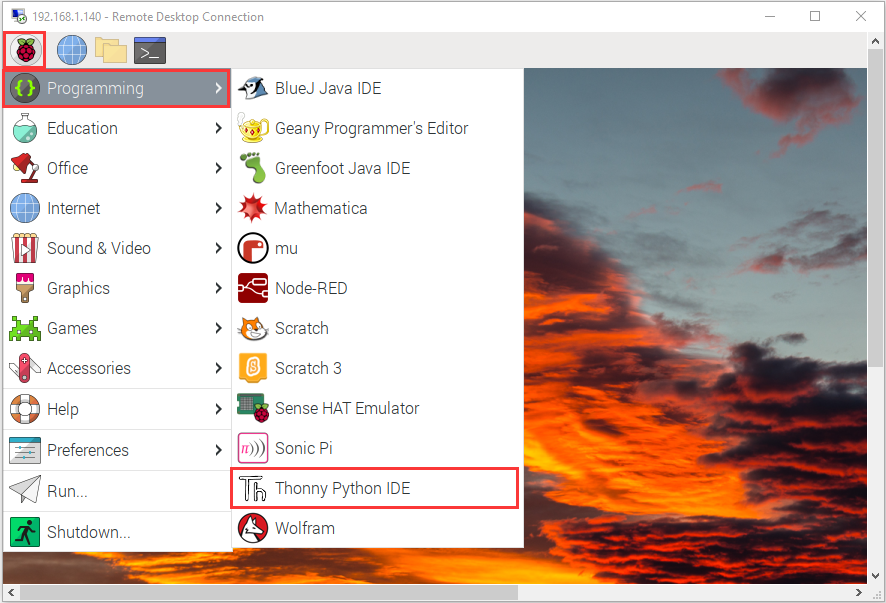 192.168.1.140 - Remote Desktop Connection
Programming
Education
Office
Internet
Sound & Video
Graphics
Games
Accessories
Help
Preferences
Run...
Shutdown...
BlueJ Java IDE
Geany Programmer's Editor
Greenfoot Java IDE
Mathematica
mu
Node-RED
Scratch
Scratch 3
Sense HAT Emulator
Sonic Pi
Th Thonny Python IDE
Wolfram